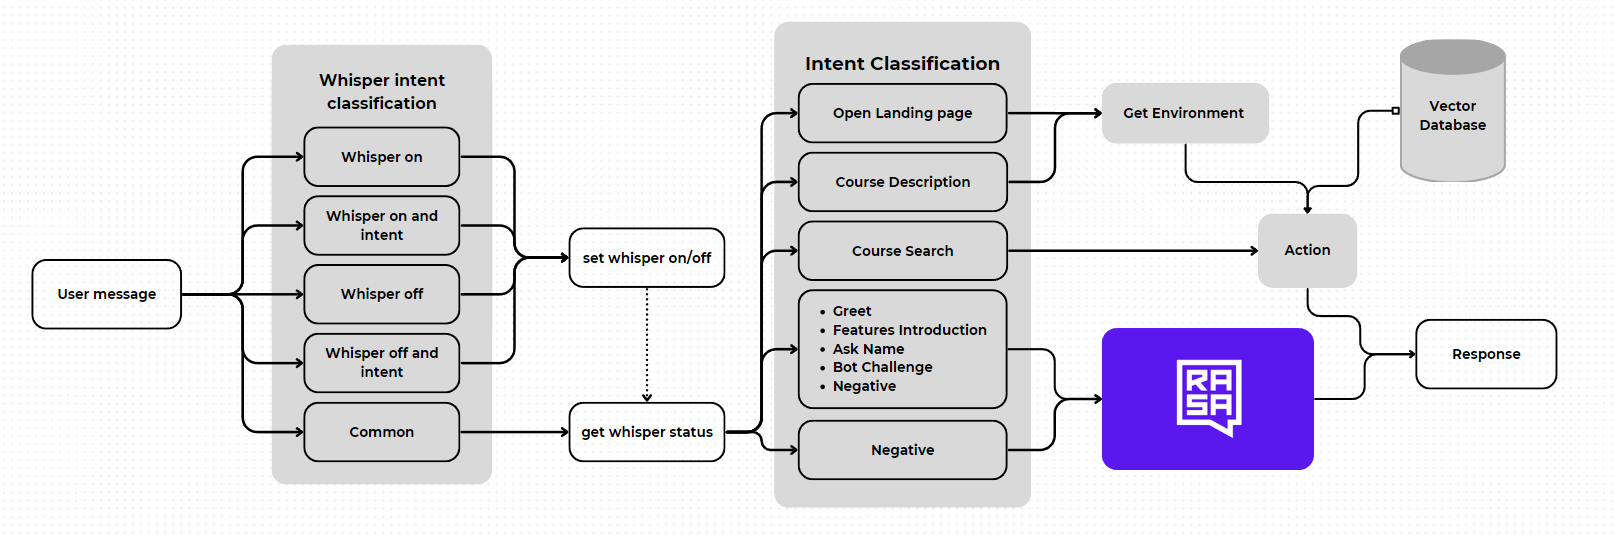 User message
Whisper intent
classification
Whisper on
Whisper on and
intent
Whisper off
Whisper off and
intent
Common
set whisper on/off
get whisper status
Intent Classification
Open Landing page
Course Description
Course Search
• Greet
• Features Introduction
• Ask Name
• Bot Challenge
• Negative
Negative
Get Environment
Vector
Database
Action
RA
SA
Response